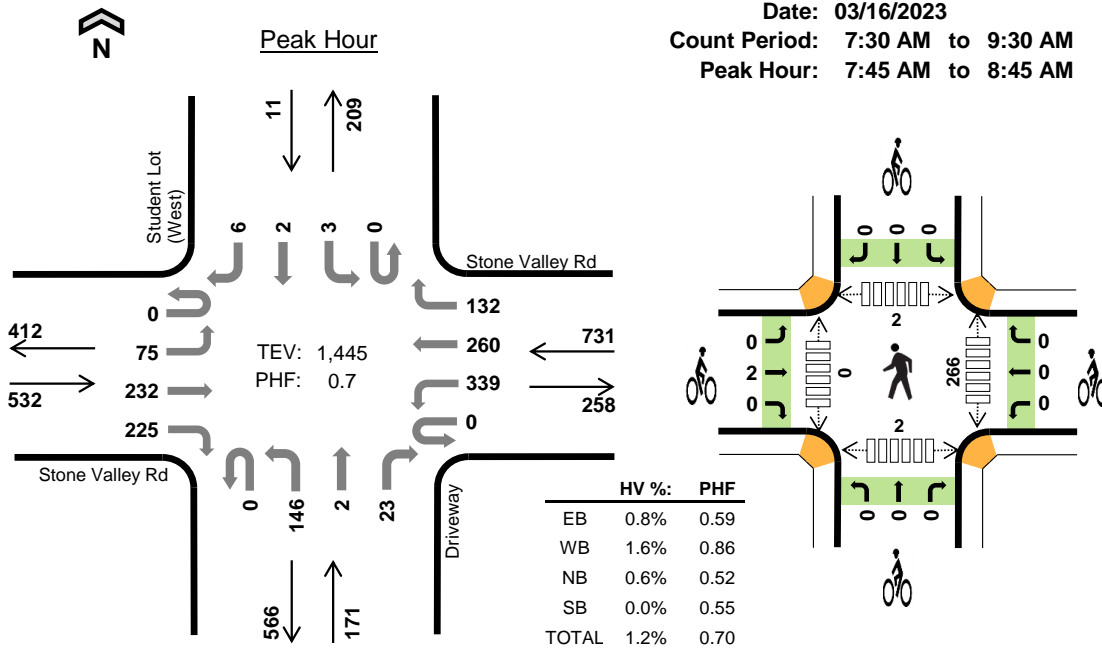 N
Peak Hour
Date: 03/16/2023
Count Period: 7:30 AM to 9:30 AM
Peak Hour: 7:45 AM to 8:45 AM
11
209
Student Lot
(West)
6
2
3
0
Stone Valley Rd
0
75
232
225
412
532
TEV: 1,445
PHF: 0.7
132
260
339
0
731
258
Stone Valley Rd
0
146
2
23
Driveway
566
171
HV %: PHF
EB 0.8% 0.59
WB 1.6% 0.86
NB 0.6% 0.52
SB 0.0% 0.55
TOTAL 1.2% 0.70
0 0 0
2
0
2
0
0
266
0
0
0
2
0 0 0